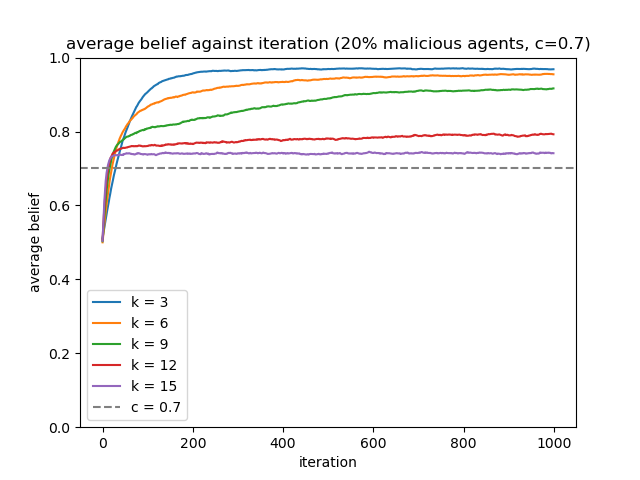 average belief against iteration (20% malicious agents, c=0.7)
1.0
0.8
0.6
0.4
0.2
0.0
average belief
k = 3
k = 6
k = 9
k = 12
k = 15
c = 0.7
0 200 400 600 800 1000
iteration